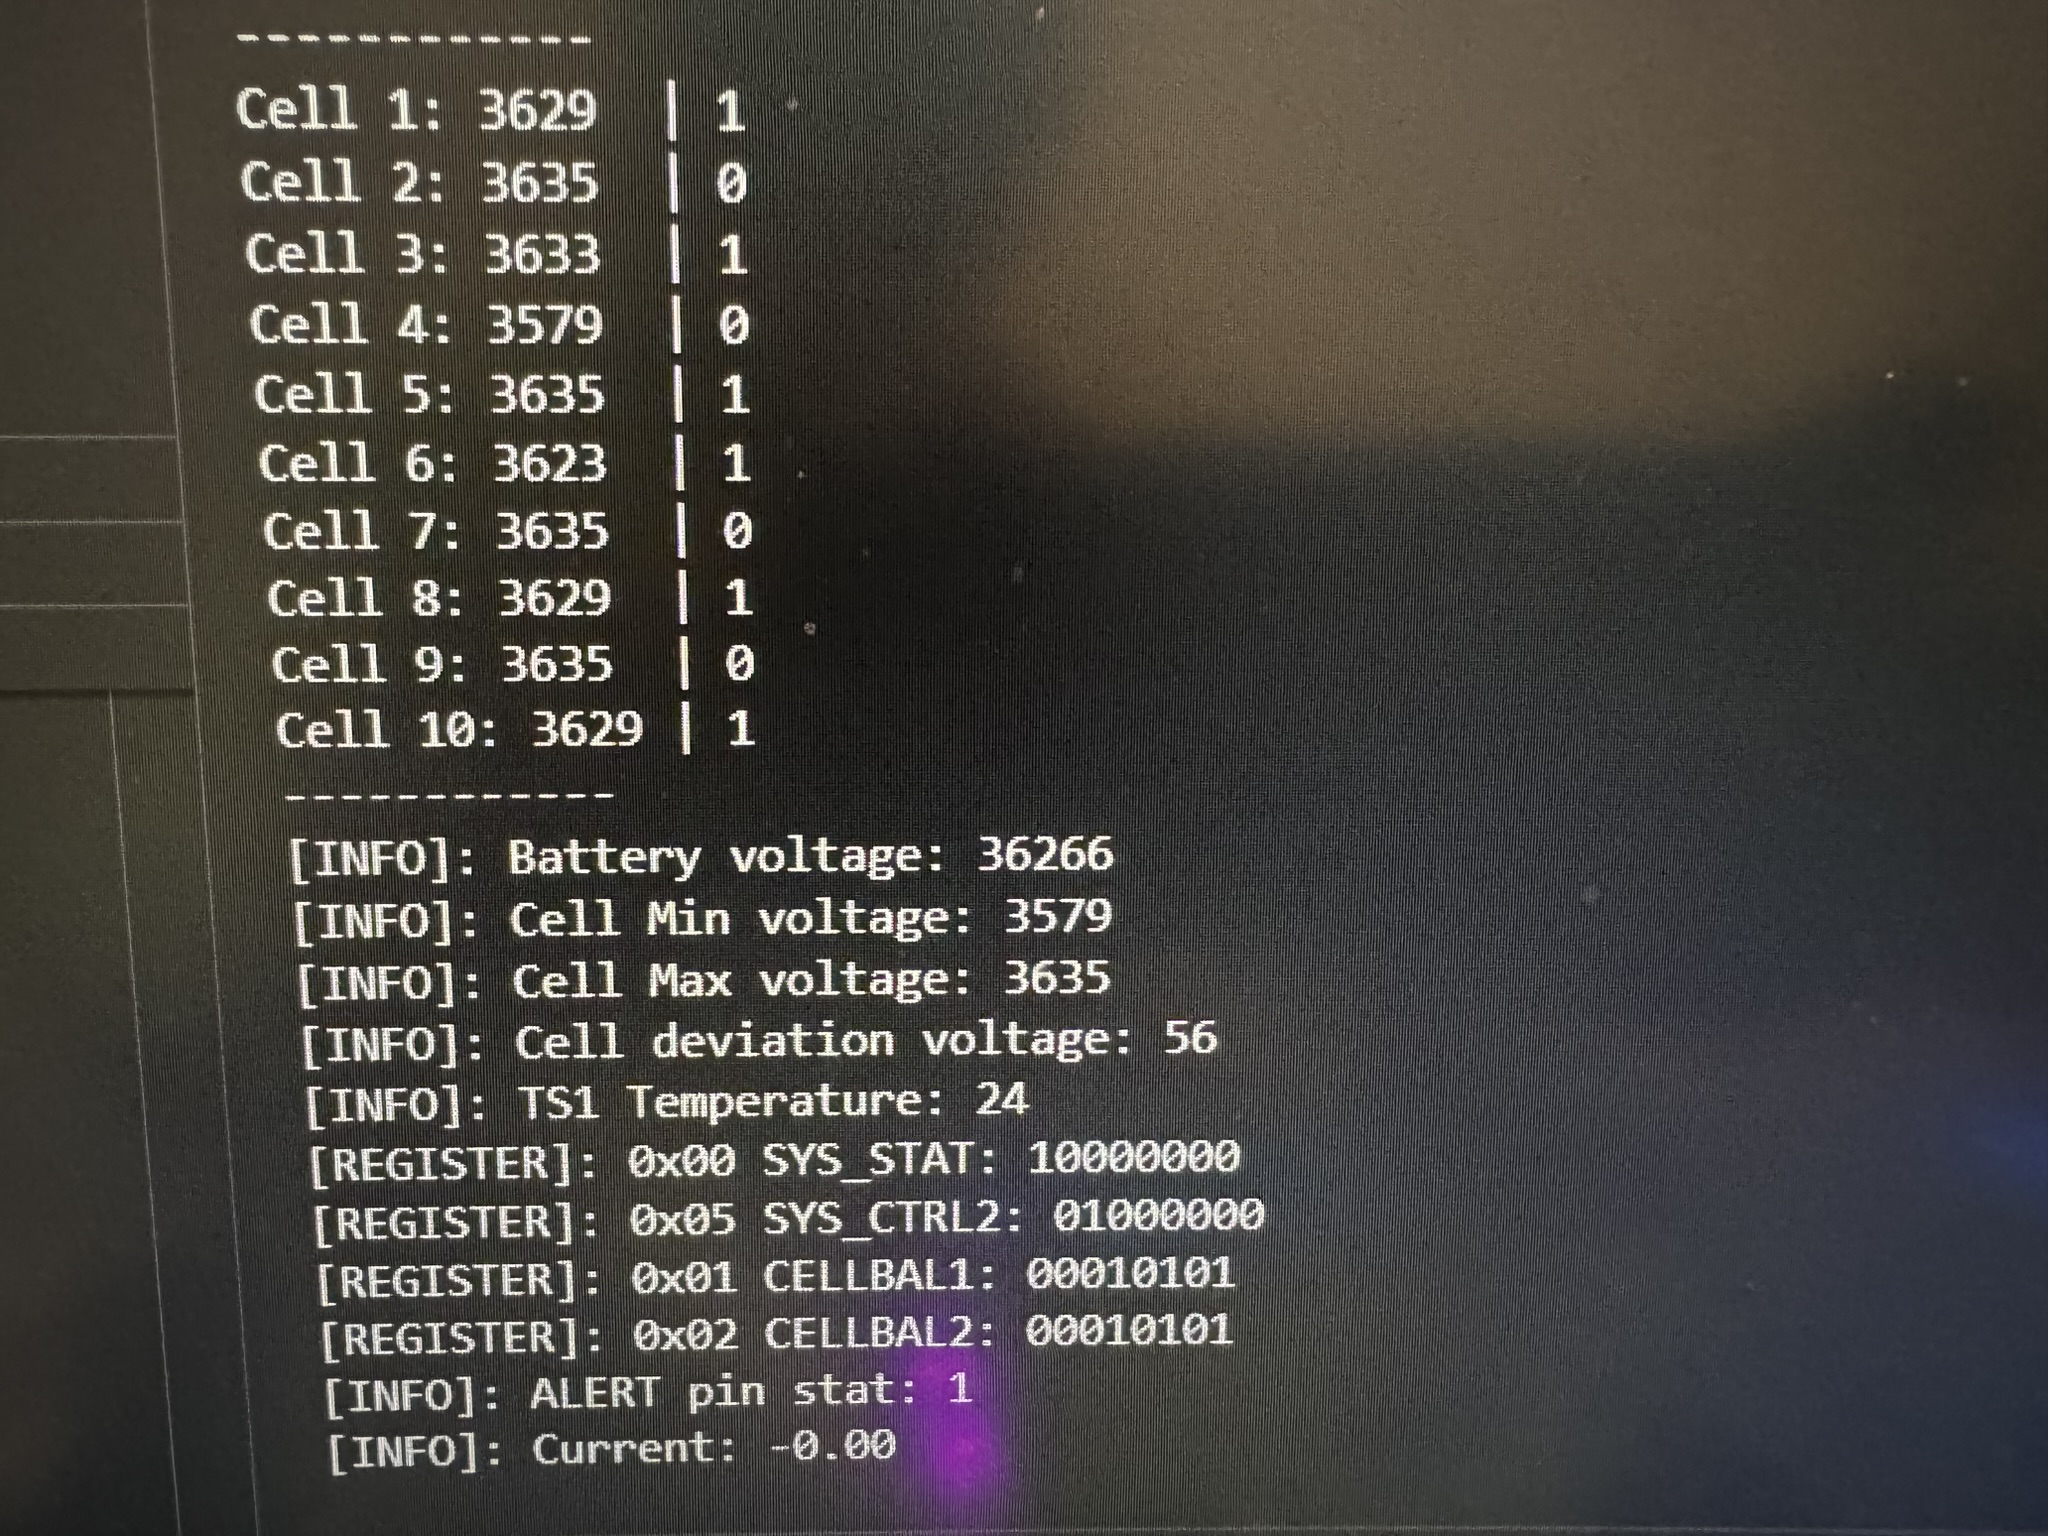 ------------
Cell 1: 3629  | 1
Cell 2: 3635  | 0
Cell 3: 3633  | 1
Cell 4: 3579  | 0
Cell 5: 3635  | 1
Cell 6: 3623  | 1
Cell 7: 3635  | 0
Cell 8: 3629  | 1
Cell 9: 3635  | 0
Cell 10: 3629 | 1
------------
[INFO]: Battery voltage: 36266
[INFO]: Cell Min voltage: 3579
[INFO]: Cell Max voltage: 3635
[INFO]: Cell deviation voltage: 56
[INFO]: TS1 Temperature: 24
[REGISTER]: 0x00 SYS_STAT: 10000000
[REGISTER]: 0x05 SYS_CTRL2: 01000000
[REGISTER]: 0x01 CELLBAL1: 00010101
[REGISTER]: 0x02 CELLBAL2: 00010101
[INFO]: ALERT pin stat: 1
[INFO]: Current: -0.00